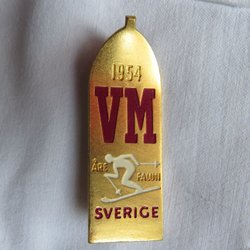 1954
VM
ÅRE FALUN
SVERIGE